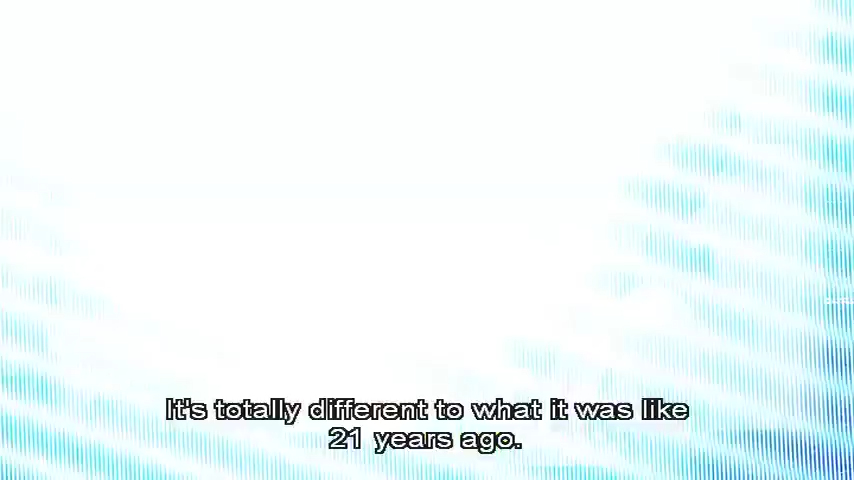 It's totally different to what it was like
21 years ago.